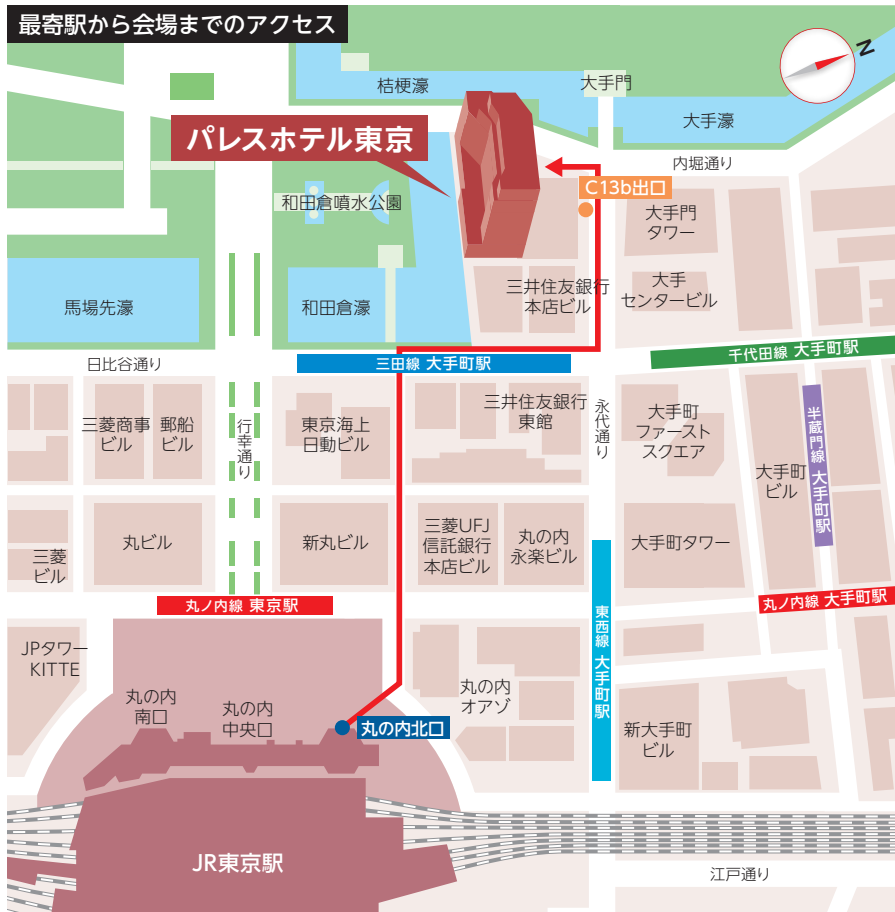 最寄駅から会場までのアクセス
N
桔梗濠
大手門
大手濠
パレスホテル東京
内堀通り
C13b出口
和田倉噴水公園
大手門
タワー
馬場先濠
和田倉濠
三井住友銀行
本店ビル
大手
センタービル
日比谷通り
三田線 大手町駅
千代田線 大手町駅
三菱商事
ビル
郵船
ビル
行幸通り
東京海上
日動ビル
三井住友銀行
東館
永代通り
大手町
ファースト
スクエア
大手町
ビル
半蔵門線 大手町駅
三菱
ビル
丸ビル
新丸ビル
三菱UFJ
信託銀行
本店ビル
丸の内
永楽ビル
大手町タワー
丸ノ内線 東京駅
東西線 大手町駅
丸ノ内線 大手町駅
JPタワー
KITTE
丸の内
南口
丸の内
中央口
丸の内北口
丸の内
オアゾ
新大手町
ビル
JR東京駅
江戸通り